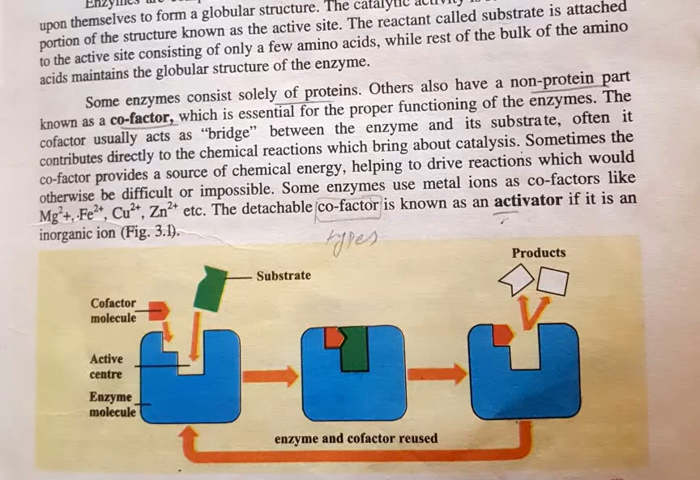 Enzymes are
upon themselves to form a globular structure. The catalytic activity is
portion of the structure known as the active site. The reactant called substrate is attached
to the active site consisting of only a few amino acids, while rest of the bulk of the amino
acids maintains the globular structure of the enzyme.
Some enzymes consist solely of proteins. Others also have a non-protein part
known as a co-factor, which is essential for the proper functioning of the enzymes. The
cofactor usually acts as “bridge” between the enzyme and its substrate, often it
contributes directly to the chemical reactions which bring about catalysis. Sometimes the
co-factor provides a source of chemical energy, helping to drive reactions which would
otherwise be difficult or impossible. Some enzymes use metal ions as co-factors like
Mg²+, Fe²⁺, Cu²⁺, Zn²⁺ etc. The detachable co-factor is known as an activator if it is an
inorganic ion (Fig. 3.1).
types
Products
Substrate
Cofactor
molecule
Active
centre
Enzyme
molecule
enzyme and cofactor reused